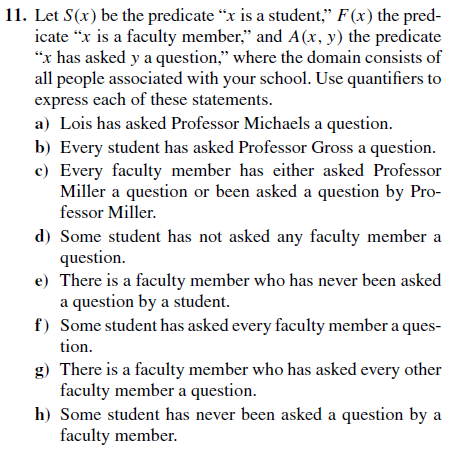 11. Let S(x) be the predicate “x is a student,” F(x) the pred-
icate “x is a faculty member,” and A(x, y) the predicate
“x has asked y a question,” where the domain consists of
all people associated with your school. Use quantifiers to
express each of these statements.
a) Lois has asked Professor Michaels a question.
b) Every student has asked Professor Gross a question.
c) Every faculty member has either asked Professor
Miller a question or been asked a question by Pro-
fessor Miller.
d) Some student has not asked any faculty member a
question.
e) There is a faculty member who has never been asked
a question by a student.
f) Some student has asked every faculty member a ques-
tion.
g) There is a faculty member who has asked every other
faculty member a question.
h) Some student has never been asked a question by a
faculty member.